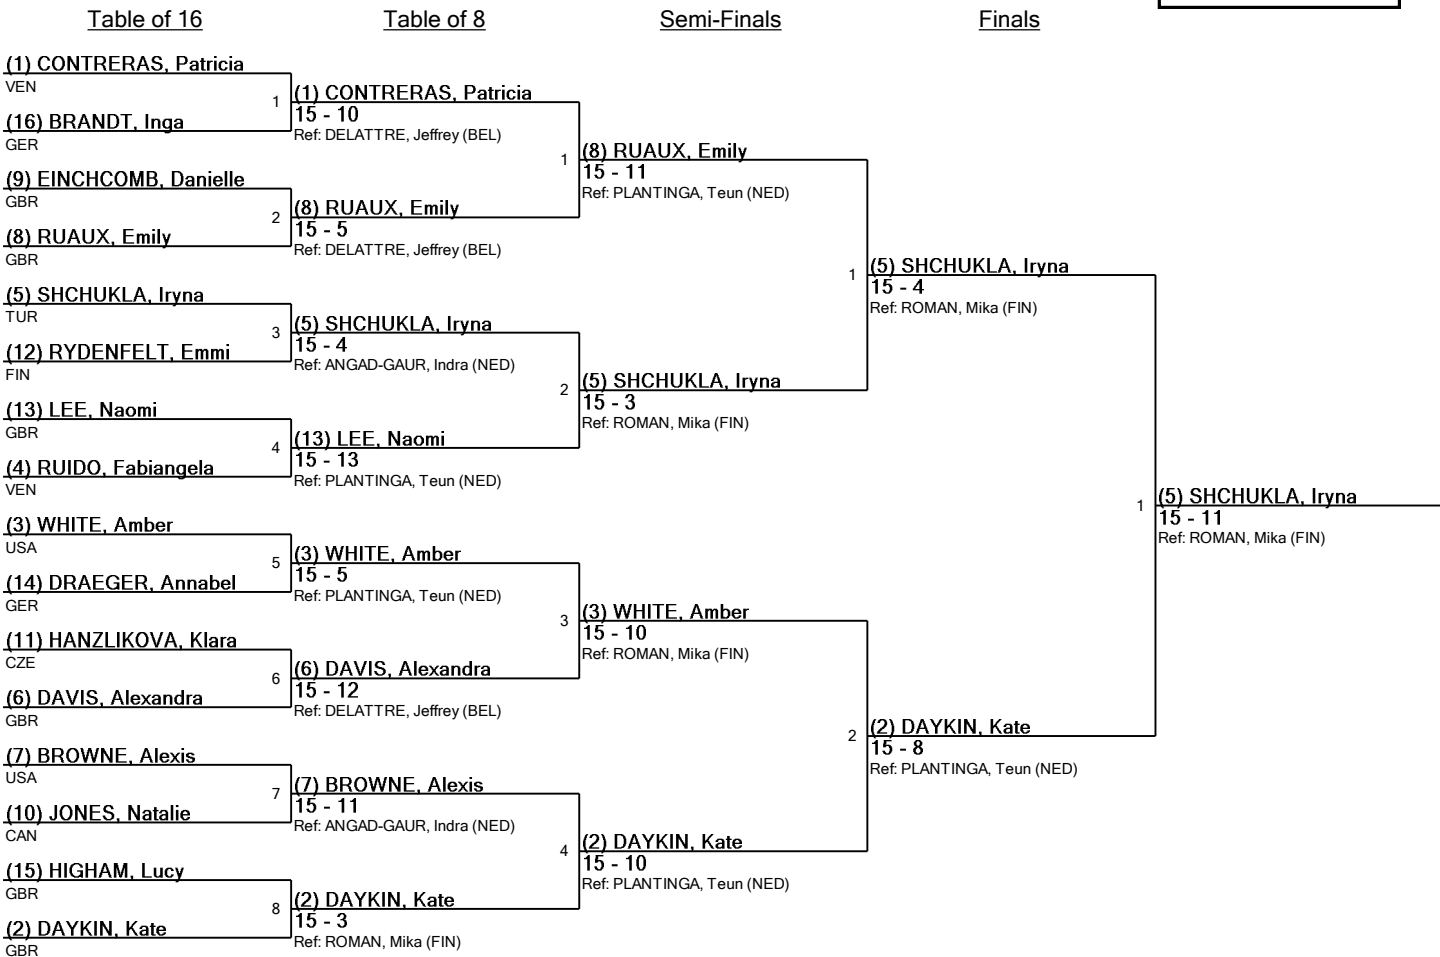 Table of 16
Table of 8
Semi-Finals
Finals
(1) CONTRERAS, Patricia
VEN
(16) BRANDT, Inga
GER
(9) EINCHCOMB, Danielle
GBR
(8) RUAUX, Emily
GBR
(5) SHCHUKLA, Iryna
TUR
(12) RYDENFELT, Emmi
FIN
(13) LEE, Naomi
GBR
(4) RUIDO, Fabiangela
VEN
(3) WHITE, Amber
USA
(14) DRAEGER, Annabel
GER
(11) HANZLIKOVA, Klara
CZE
(6) DAVIS, Alexandra
GBR
(7) BROWNE, Alexis
USA
(10) JONES, Natalie
CAN
(15) HIGHAM, Lucy
GBR
(2) DAYKIN, Kate
GBR
1
(1) CONTRERAS, Patricia
15 - 10
Ref: DELATTRE, Jeffrey (BEL)
2
(8) RUAUX, Emily
15 - 5
Ref: DELATTRE, Jeffrey (BEL)
3
(5) SHCHUKLA, Iryna
15 - 4
Ref: ANGAD-GAUR, Indra (NED)
4
(13) LEE, Naomi
15 - 13
Ref: PLANTINGA, Teun (NED)
5
(3) WHITE, Amber
15 - 5
Ref: PLANTINGA, Teun (NED)
6
(6) DAVIS, Alexandra
15 - 12
Ref: DELATTRE, Jeffrey (BEL)
7
(7) BROWNE, Alexis
15 - 11
Ref: ANGAD-GAUR, Indra (NED)
8
(2) DAYKIN, Kate
15 - 3
Ref: ROMAN, Mika (FIN)
1
(8) RUAUX, Emily
15 - 11
Ref: PLANTINGA, Teun (NED)
2
(5) SHCHUKLA, Iryna
15 - 3
Ref: ROMAN, Mika (FIN)
3
(3) WHITE, Amber
15 - 10
Ref: ROMAN, Mika (FIN)
4
(2) DAYKIN, Kate
15 - 10
Ref: PLANTINGA, Teun (NED)
1
(5) SHCHUKLA, Iryna
15 - 4
Ref: ROMAN, Mika (FIN)
2
(2) DAYKIN, Kate
15 - 8
Ref: PLANTINGA, Teun (NED)
1
(5) SHCHUKLA, Iryna
15 - 11
Ref: ROMAN, Mika (FIN)